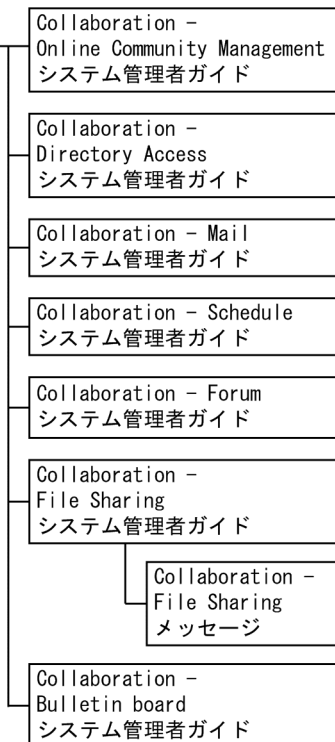 Collaboration −
Online Community Management
システム管理者ガイド
Collaboration −
Directory Access
システム管理者ガイド
Collaboration − Mail
システム管理者ガイド
Collaboration − Schedule
システム管理者ガイド
Collaboration − Forum
システム管理者ガイド
Collaboration −
File Sharing
システム管理者ガイド
Collaboration −
File Sharing
メッセージ
Collaboration −
Bulletin board
システム管理者ガイド